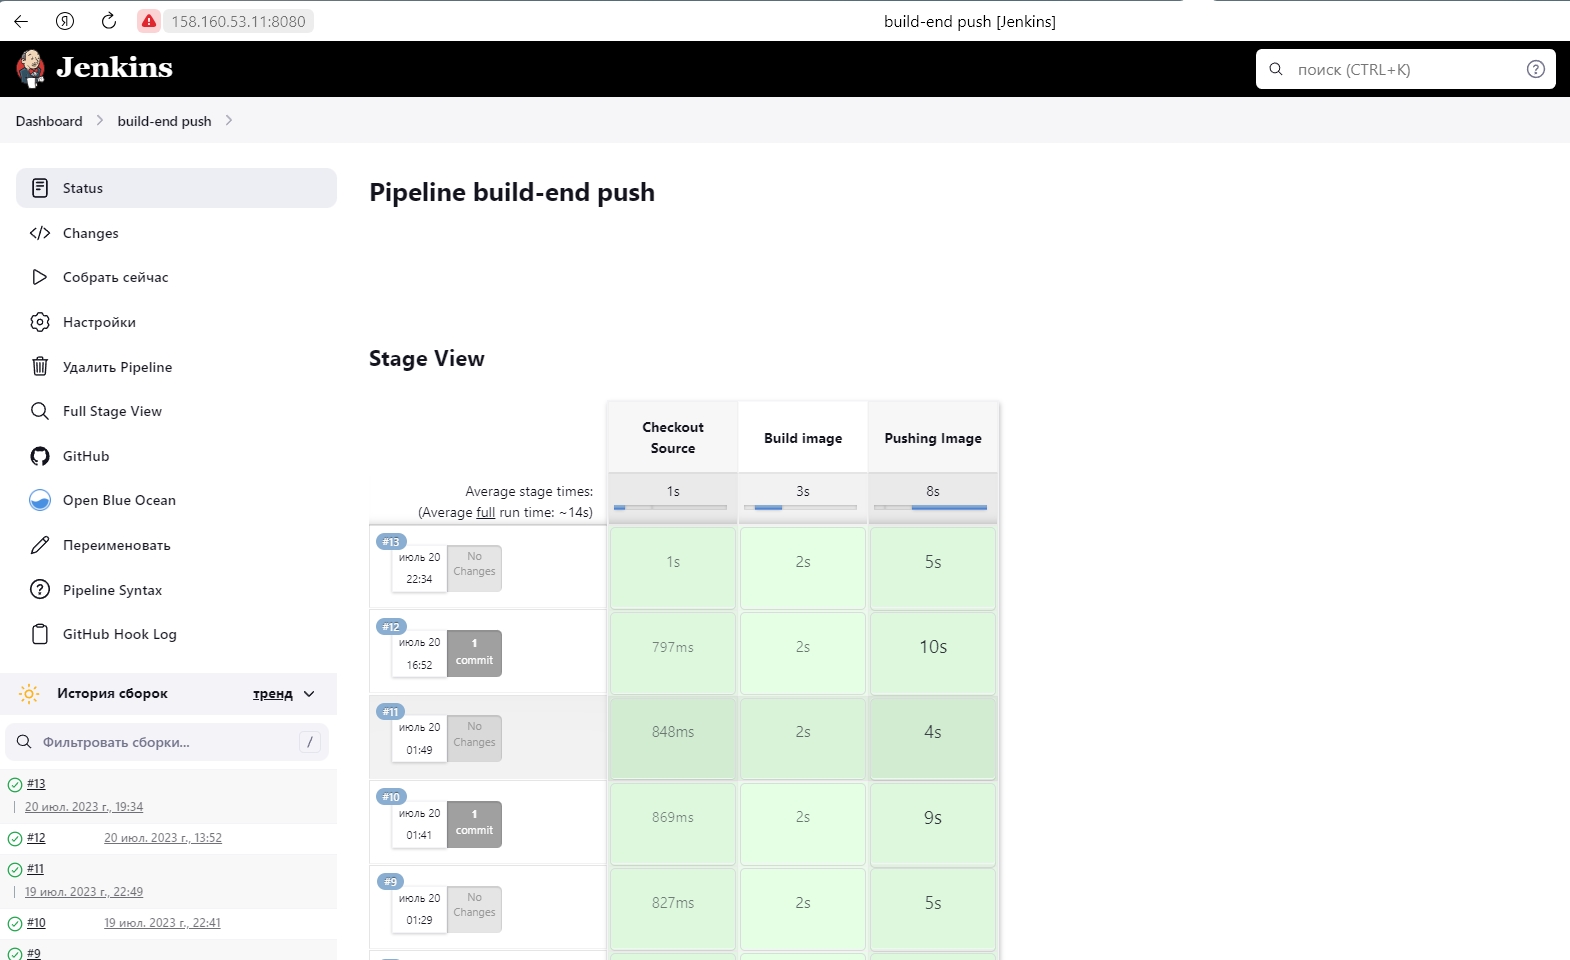 158.160.53.11:8080
build-end push [Jenkins]
Jenkins
поиск (CTRL+K)
Dashboard
build-end push
Status
Changes
Собрать сейчас
Настройки
Удалить Pipeline
Full Stage View
GitHub
Open Blue Ocean
Переименовать
Pipeline Syntax
GitHub Hook Log
История сборок
тренд
Фильтровать сборки...
/
#13
20 июл. 2023 г., 19:34
#12
20 июл. 2023 г., 13:52
#11
19 июл. 2023 г., 22:49
#10
19 июл. 2023 г., 22:41
#9
Pipeline build-end push
Stage View
Checkout
Source
Build image
Pushing Image
Average stage times:
(Average full run time: ~14s)
1s
3s
8s
#13
июль 20
22:34
No
Changes
1s
2s
5s
#12
июль 20
16:52
1
commit
797ms
2s
10s
#11
июль 20
01:49
No
Changes
848ms
2s
4s
#10
июль 20
01:41
1
commit
869ms
2s
9s
#9
июль 20
01:29
No
Changes
827ms
2s
5s